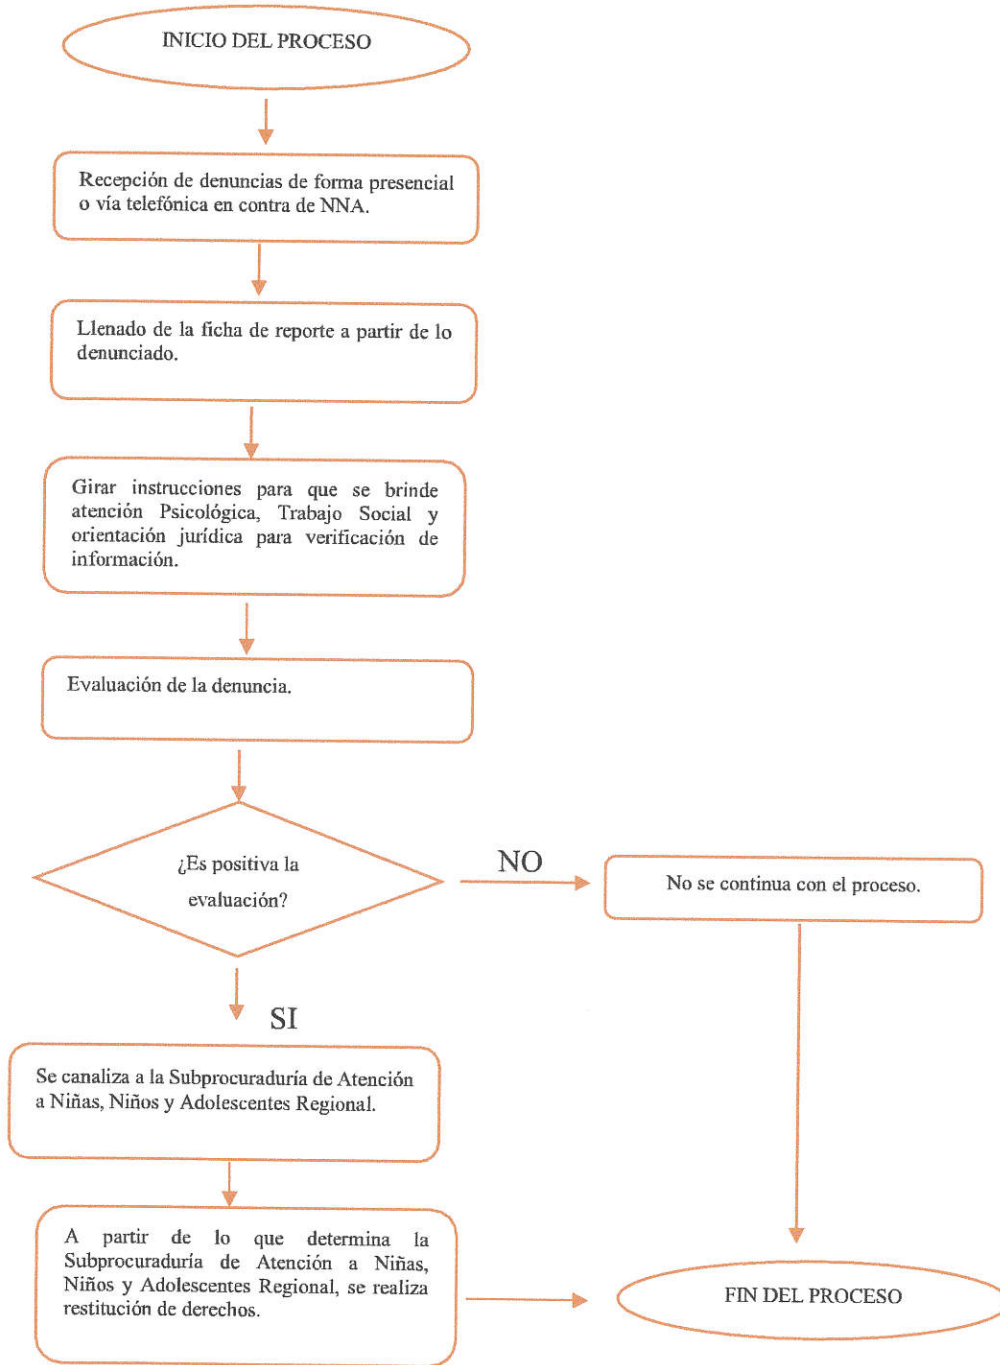 INICIO DEL PROCESO
Recepción de denuncias de forma presencial
o vía telefónica en contra de NNA.
Llenado de la ficha de reporte a partir de lo
denunciado.
Girar instrucciones para que se brinde
atención Psicológica, Trabajo Social y
orientación jurídica para verificación de
información.
Evaluación de la denuncia.
¿Es positiva la
evaluación?
NO
No se continua con el proceso.
SI
Se canaliza a la Subprocuraduría de Atención
a Niñas, Niños y Adolescentes Regional.
A partir de lo que determina la
Subprocuraduría de Atención a Niñas,
Niños y Adolescentes Regional, se realiza
restitución de derechos.
FIN DEL PROCESO